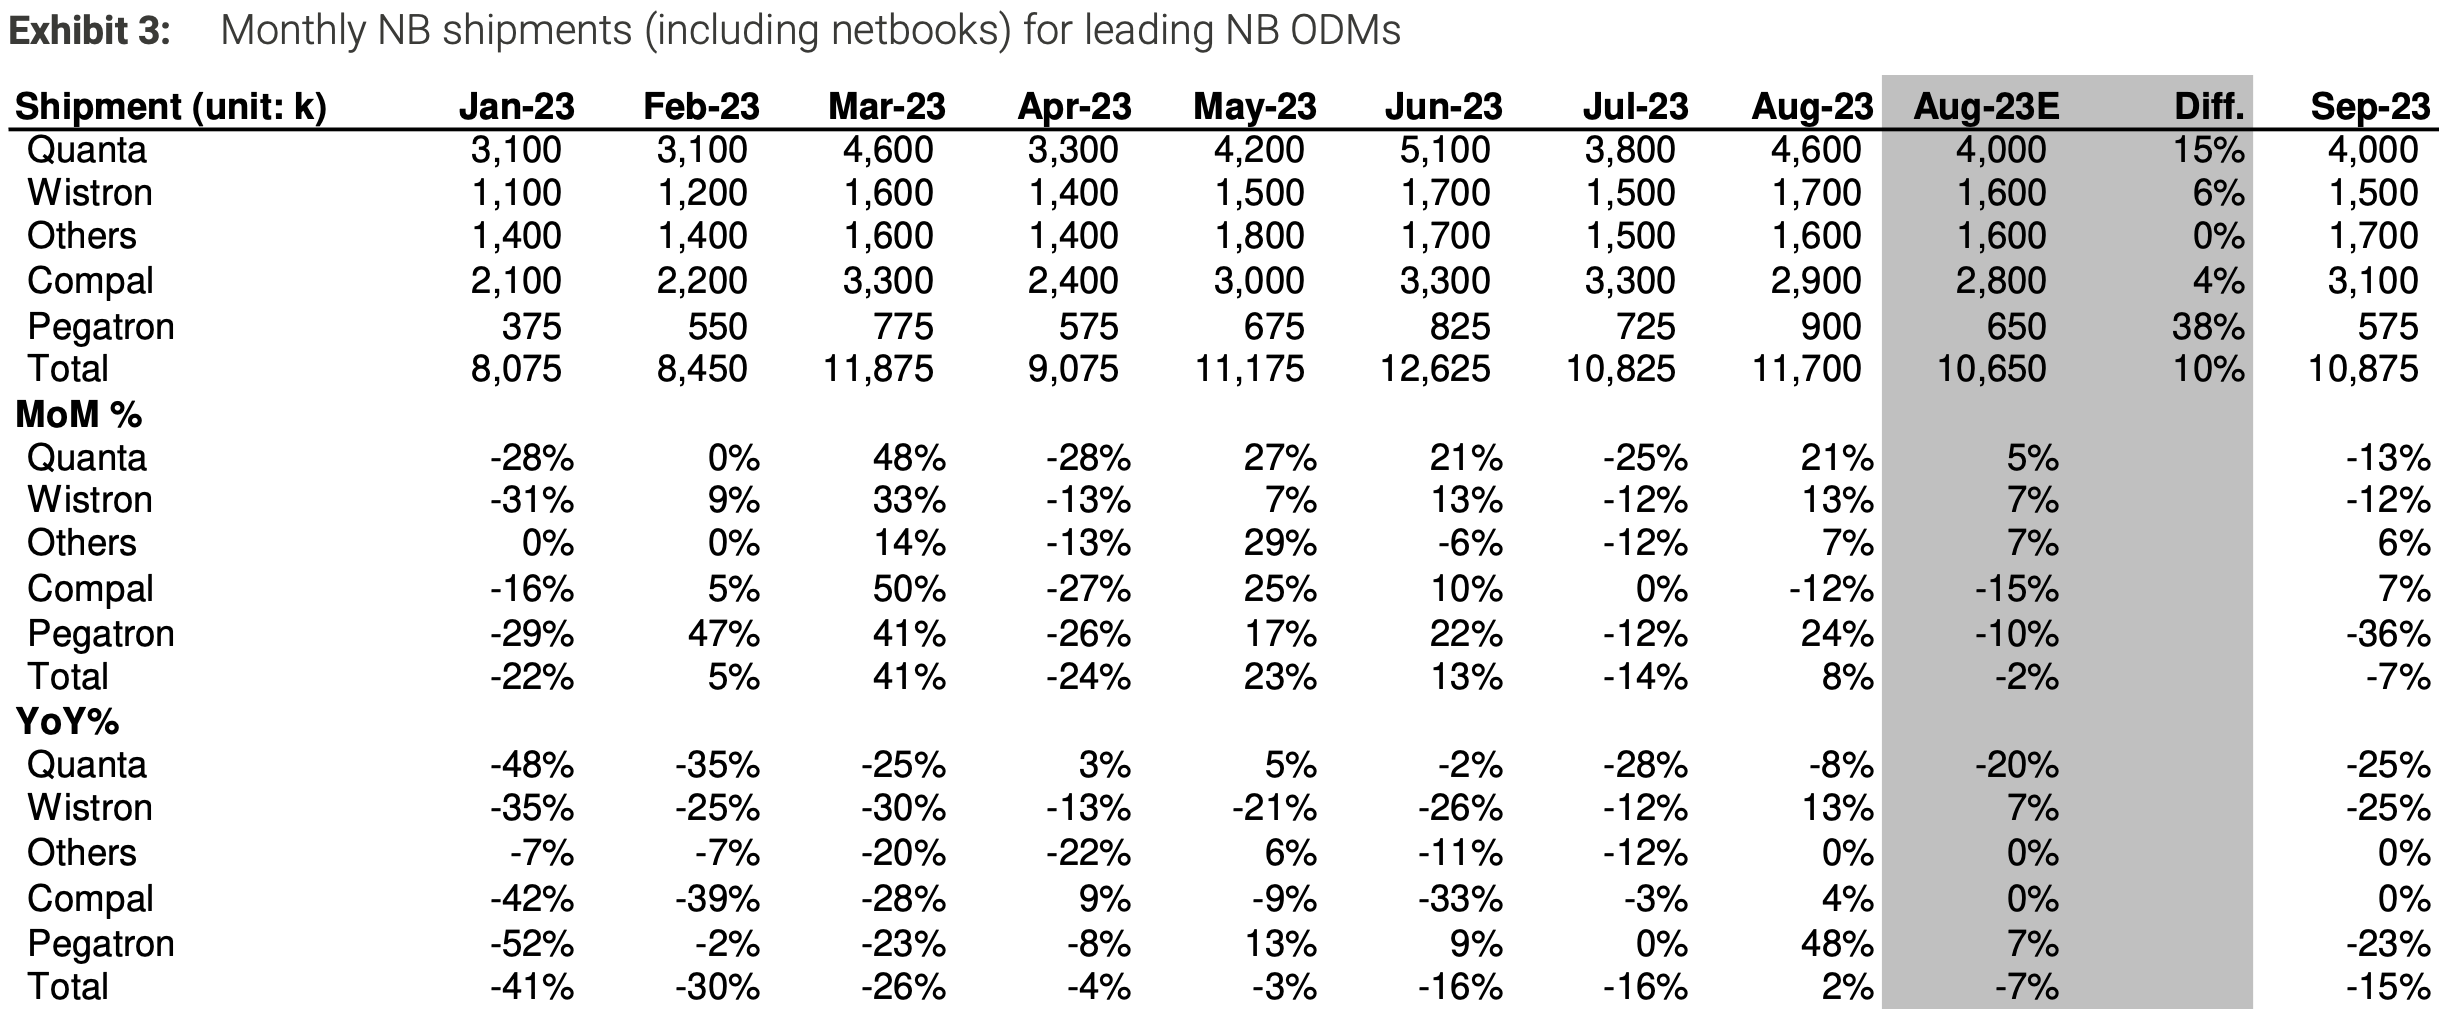 Exhibit 3: Monthly NB shipments (including netbooks) for leading NB ODMs
Shipment (unit: k) Jan-23 Feb-23 Mar-23 Apr-23 May-23 Jun-23 Jul-23 Aug-23 Aug-23E Diff. Sep-23
Quanta 3,100 3,100 4,600 3,300 4,200 5,100 3,800 4,600 4,000 15% 4,000
Wistron 1,100 1,200 1,600 1,400 1,500 1,700 1,500 1,700 1,600 6% 1,500
Others 1,400 1,400 1,600 1,400 1,800 1,700 1,500 1,600 1,600 0% 1,700
Compal 2,100 2,200 3,300 2,400 3,000 3,300 3,300 2,900 2,800 4% 3,100
Pegatron 375 550 775 575 675 825 725 900 650 38% 575
Total 8,075 8,450 11,875 9,075 11,175 12,625 10,825 11,700 10,650 10% 10,875
MoM %
Quanta -28% 0% 48% -28% 27% 21% -25% 21% 5% -13%
Wistron -31% 9% 33% -13% 7% 13% -12% 13% 7% -12%
Others 0% 0% 14% -13% 29% -6% -12% 7% 7% 6%
Compal -16% 5% 50% -27% 25% 10% 0% -12% -15% 7%
Pegatron -29% 47% 41% -26% 17% 22% -12% 24% -10% -36%
Total -22% 5% 41% -24% 23% 13% -14% 8% -2% -7%
YoY%
Quanta -48% -35% -25% 3% 5% -2% -28% -8% -20% -25%
Wistron -35% -25% -30% -13% -21% -26% -12% 13% 7% -25%
Others -7% -7% -20% -22% 6% -11% -12% 0% 0% 0%
Compal -42% -39% -28% 9% -9% -33% -3% 4% 0% 0%
Pegatron -52% -2% -23% -8% 13% 9% 0% 48% 7% -23%
Total -41% -30% -26% -4% -3% -16% -16% 2% -7% -15%